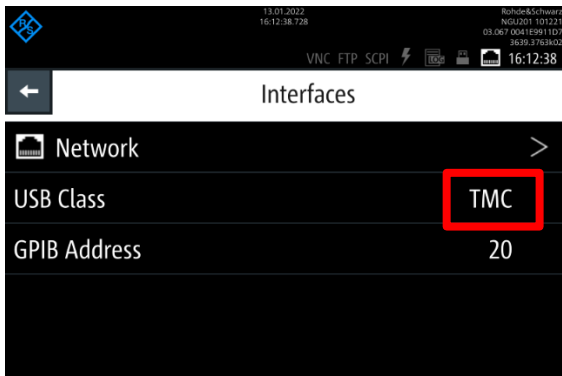 R&S
13.01.2022
16:12:38.728
Rohde&Schwarz
NGU201 101221
03.067 0041E9911D7
3639.3763k02
VNC FTP SCPI LOG 16:12:38
Interfaces
Network >
USB Class TMC
GPIB Address 20